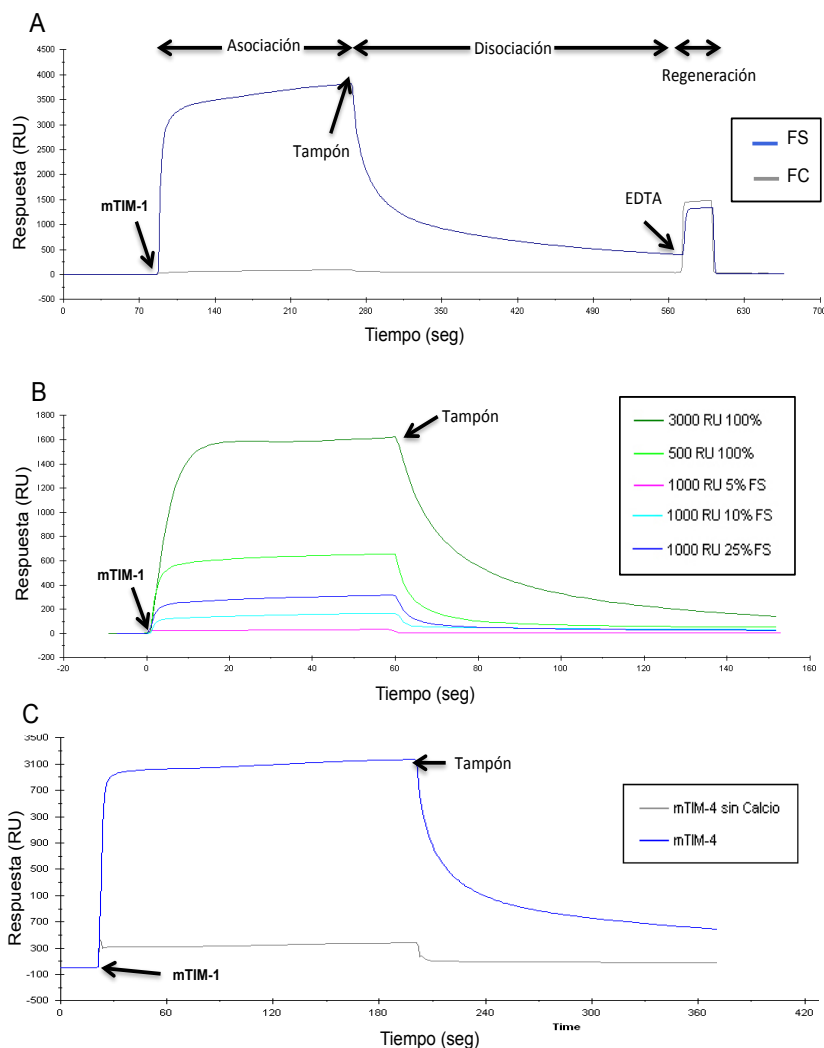 A
Asociación
Disociación
Regeneración
Respuesta (RU)
4500
4000
3500
3000
2500
2000
1500
1000
500
0
-500
mTIM-1
Tampón
EDTA
FS
FC
0
70
140
210
280
350
420
490
560
630
700
Tiempo (seg)
B
Respuesta (RU)
1800
1600
1400
1200
1000
800
600
400
200
0
-200
mTIM-1
Tampón
3000 RU 100%
500 RU 100%
1000 RU 5% FS
1000 RU 10% FS
1000 RU 25% FS
-20
0
20
40
60
80
100
120
140
160
Tiempo (seg)
C
Respuesta (RU)
3500
3100
700
300
900
500
100
700
300
-100
-500
mTIM-1
Tampón
mTIM-4 sin Calcio
mTIM-4
0
60
120
180
240
300
360
420
Time
Tiempo (seg)